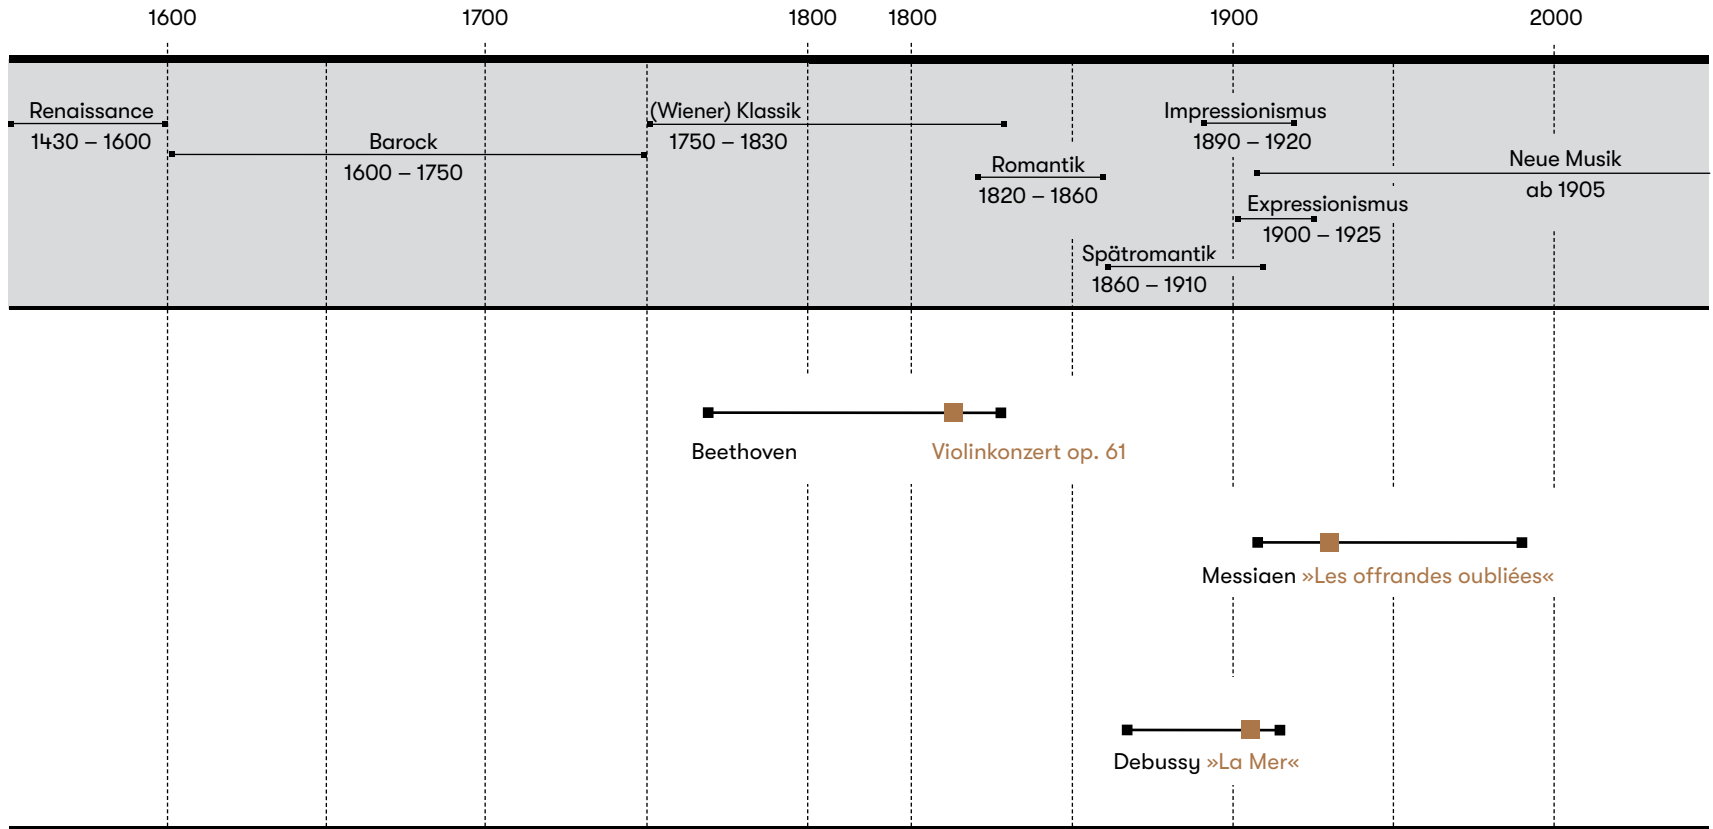 1600 1700 1800 1800 1900 2000
Renaissance
1430 – 1600
Barock
1600 – 1750
(Wiener) Klassik
1750 – 1830
Romantik
1820 – 1860
Spätromantik
1860 – 1910
Impressionismus
1890 – 1920
Expressionismus
1900 – 1925
Neue Musik
ab 1905
Beethoven Violinkonzert op. 61
Messiaen »Les offrandes oubliées«
Debussy »La Mer«